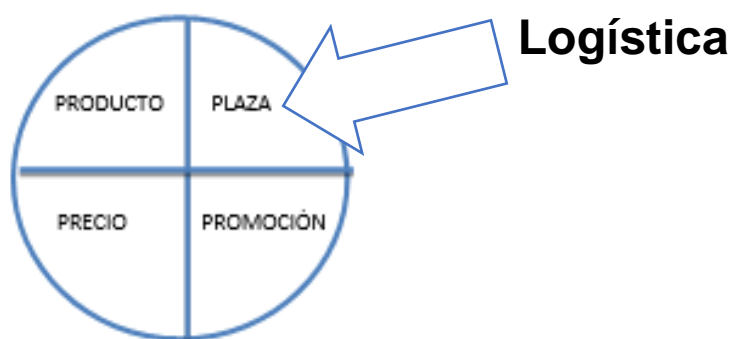 Logística
PRODUCTO
PLAZA
PRECIO
PROMOCIÓN